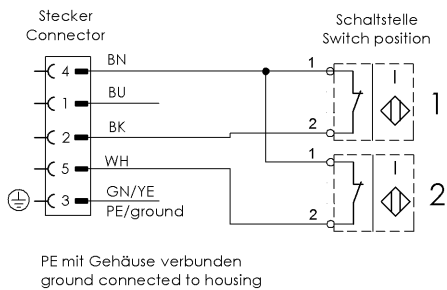 Stecker
Connector
Schaltstelle
Switch position
4 BN
1 BU
2 BK
5 WH
3 GN/YE
PE/ground
1
2
I
1
1
2
I
2
PE mit Gehäuse verbunden
ground connected to housing